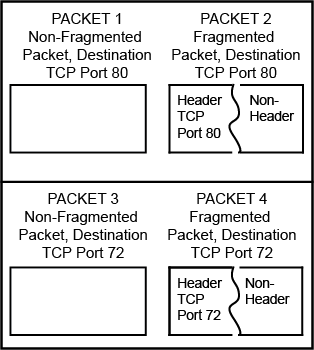 PACKET 1
Non-Fragmented
Packet, Destination
TCP Port 80
PACKET 2
Fragmented
Packet, Destination
TCP Port 80
Header
TCP
Port 80
Non-
Header
PACKET 3
Non-Fragmented
Packet, Destination
TCP Port 72
PACKET 4
Fragmented
Packet, Destination
TCP Port 72
Header
TCP
Port 72
Non-
Header